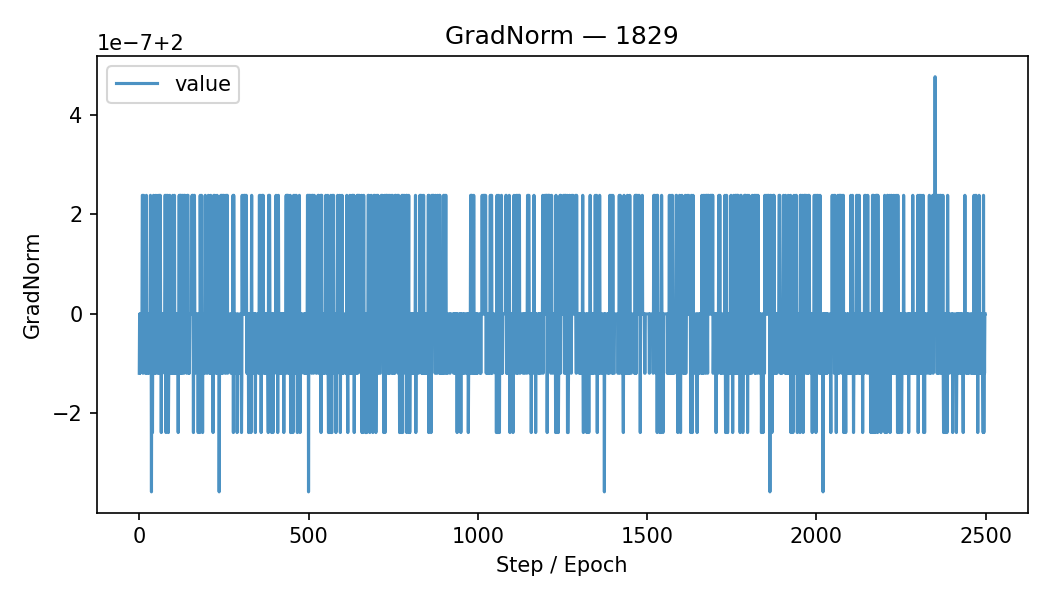 GradNorm — 1829
1e−7+2
value
4
2
0
−2
GradNorm
0
500
1000
1500
2000
2500
Step / Epoch